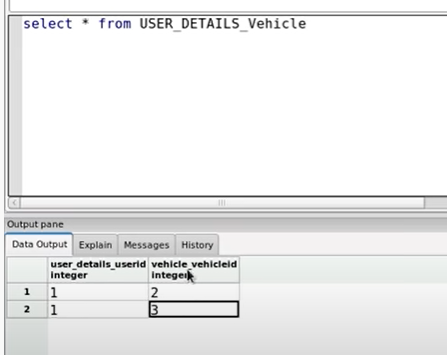 select * from USER_DETAILS_Vehicle
Output pane
Data Output Explain Messages History
user_details_userid vehicle_vehicleid
integer integer
1 1 2
2 1 3